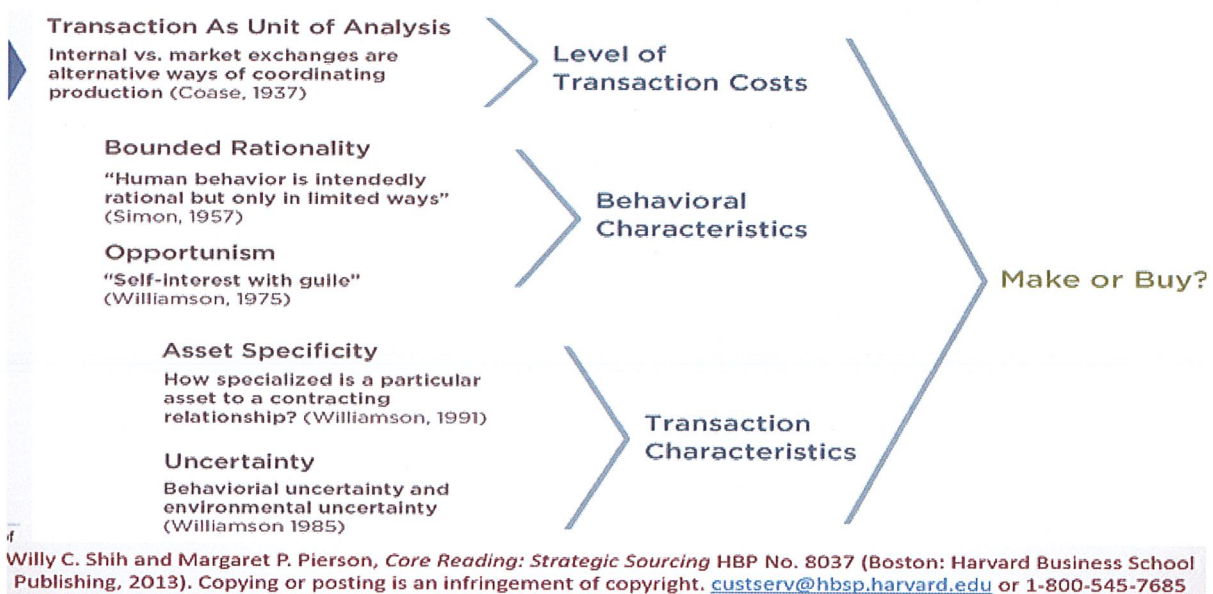 Transaction As Unit of Analysis
Internal vs. market exchanges are
alternative ways of coordinating
production (Coase, 1937)
Level of
Transaction Costs
Bounded Rationality
“Human behavior is intendedly
rational but only in limited ways”
(Simon, 1957)
Opportunism
“Self-interest with guile”
(Williamson, 1975)
Behavioral
Characteristics
Asset Specificity
How specialized is a particular
asset to a contracting
relationship? (Williamson, 1991)
Uncertainty
Behaviorial uncertainty and
environmental uncertainty
(Williamson 1985)
Transaction
Characteristics
Make or Buy?
of
Willy C. Shih and Margaret P. Pierson, Core Reading: Strategic Sourcing HBP No. 8037 (Boston: Harvard Business School
Publishing, 2013). Copying or posting is an infringement of copyright. custserv@hbsp.harvard.edu or 1-800-545-7685